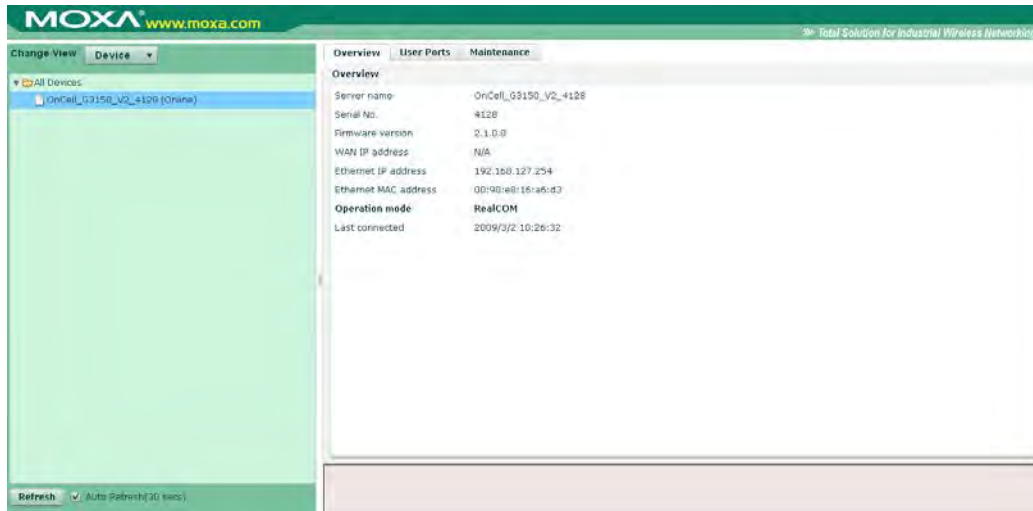 MOXA® www.moxa.com
Total Solution for Industrial Wireless Networking
Change View Device
All Devices
OnCell_G3150_V2_4128 (Online)
Refresh Auto Refresh(30 secs)
Overview User Ports Maintenance
Overview
Server name OnCell_G3150_V2_4128
Serial No. 4128
Firmware version 2.1.0.0
WAN IP address N/A
Ethernet IP address 192.168.127.254
Ethernet MAC address 00:90:e8:16:a6:d3
Operation mode RealCOM
Last connected 2009/3/2 10:26:32